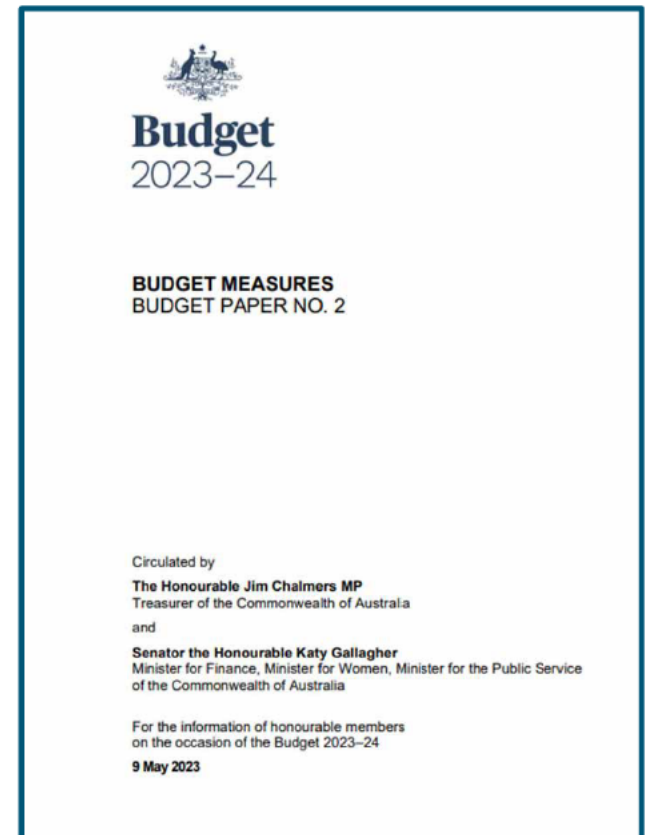 Budget
2023–24
BUDGET MEASURES
BUDGET PAPER NO. 2
Circulated by
The Honourable Jim Chalmers MP
Treasurer of the Commonwealth of Australia
and
Senator the Honourable Katy Gallagher
Minister for Finance, Minister for Women, Minister for the Public Service
of the Commonwealth of Australia
For the information of honourable members
on the occasion of the Budget 2023–24
9 May 2023